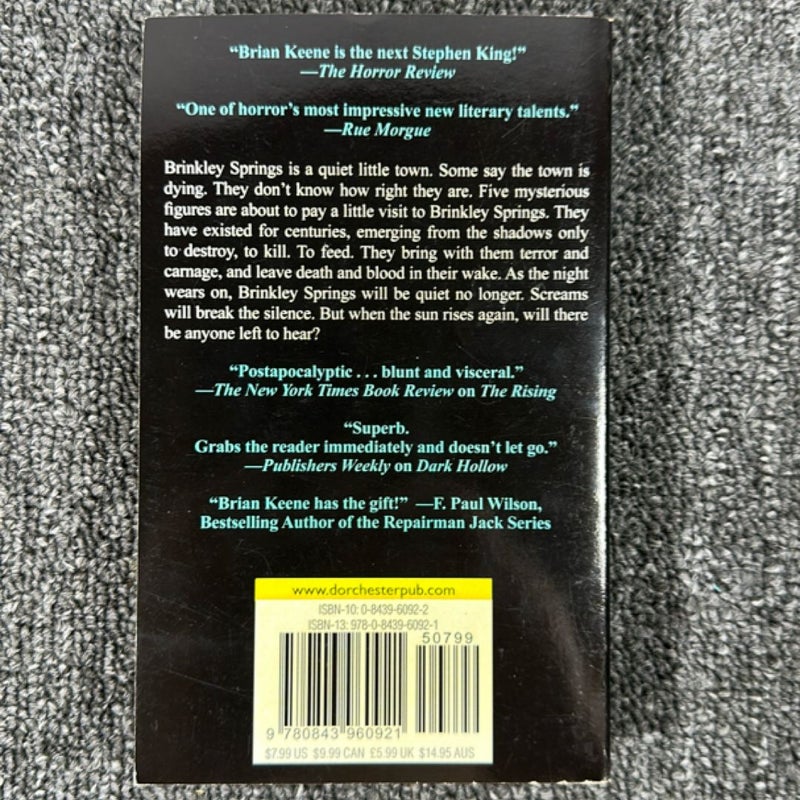 “Brian Keene is the next Stephen King!”
—The Horror Review
“One of horror’s most impressive new literary talents.”
—Rue Morgue
Brinkley Springs is a quiet little town. Some say the town is
dying. They don’t know how right they are. Five mysterious
figures are about to pay a little visit to Brinkley Springs. They
have existed for centuries, emerging from the shadows only
to destroy, to kill. To feed. They bring with them terror and
carnage, and leave death and blood in their wake. As the night
wears on, Brinkley Springs will be quiet no longer. Screams
will break the silence. But when the sun rises again, will there
be anyone left to hear?
“Postapocalyptic . . . blunt and visceral.”
—The New York Times Book Review on The Rising
“Superb.
Grabs the reader immediately and doesn’t let go.”
—Publishers Weekly on Dark Hollow
“Brian Keene has the gift!” —F. Paul Wilson,
Bestselling Author of the Repairman Jack Series
www.dorchesterpub.com
ISBN-10: 0-8439-6092-2
ISBN-13: 978-0-8439-6092-1
50799
9 780843 960921
$7.99 US $9.99 CAN £5.99 UK $14.95 AUS